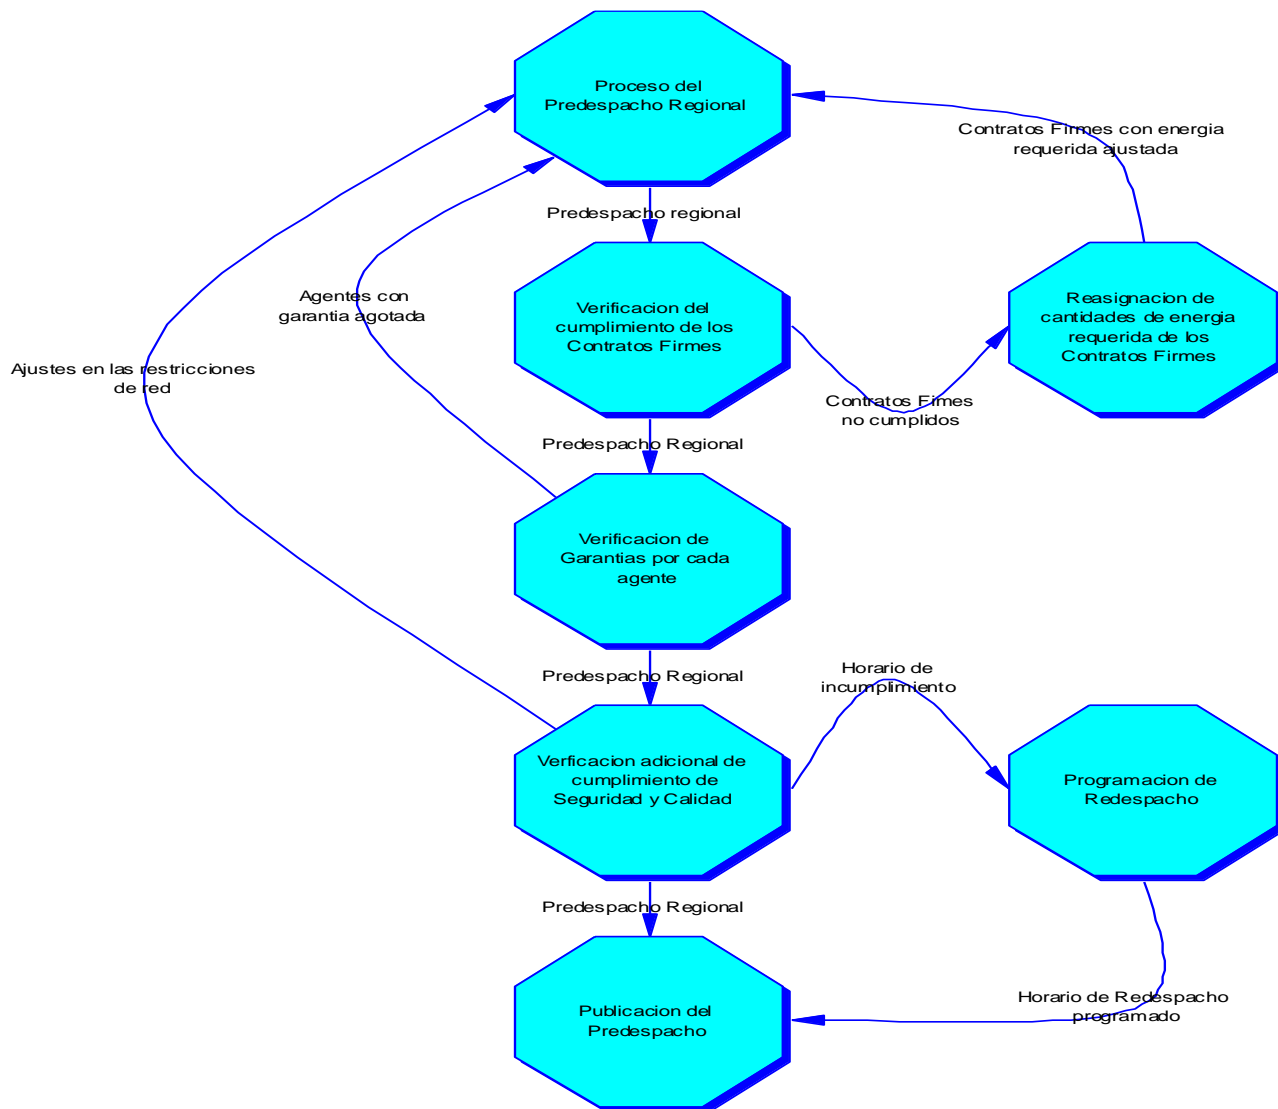 Proceso del
Predespacho Regional
Contratos Firmes con energia
requerida ajustada
Predespacho regional
Agentes con
garantia agotada
Verificacion del
cumplimiento de los
Contratos Firmes
Reasignacion de
cantidades de energia
requerida de los
Contratos Firmes
Ajustes en las restricciones
de red
Contratos Fimes
no cumplidos
Predespacho Regional
Verificacion de
Garantias por cada
agente
Predespacho Regional
Horario de
incumplimiento
Verficacion adicional de
cumplimiento de
Seguridad y Calidad
Programacion de
Redespacho
Predespacho Regional
Horario de Redespacho
programado
Publicacion del
Predespacho